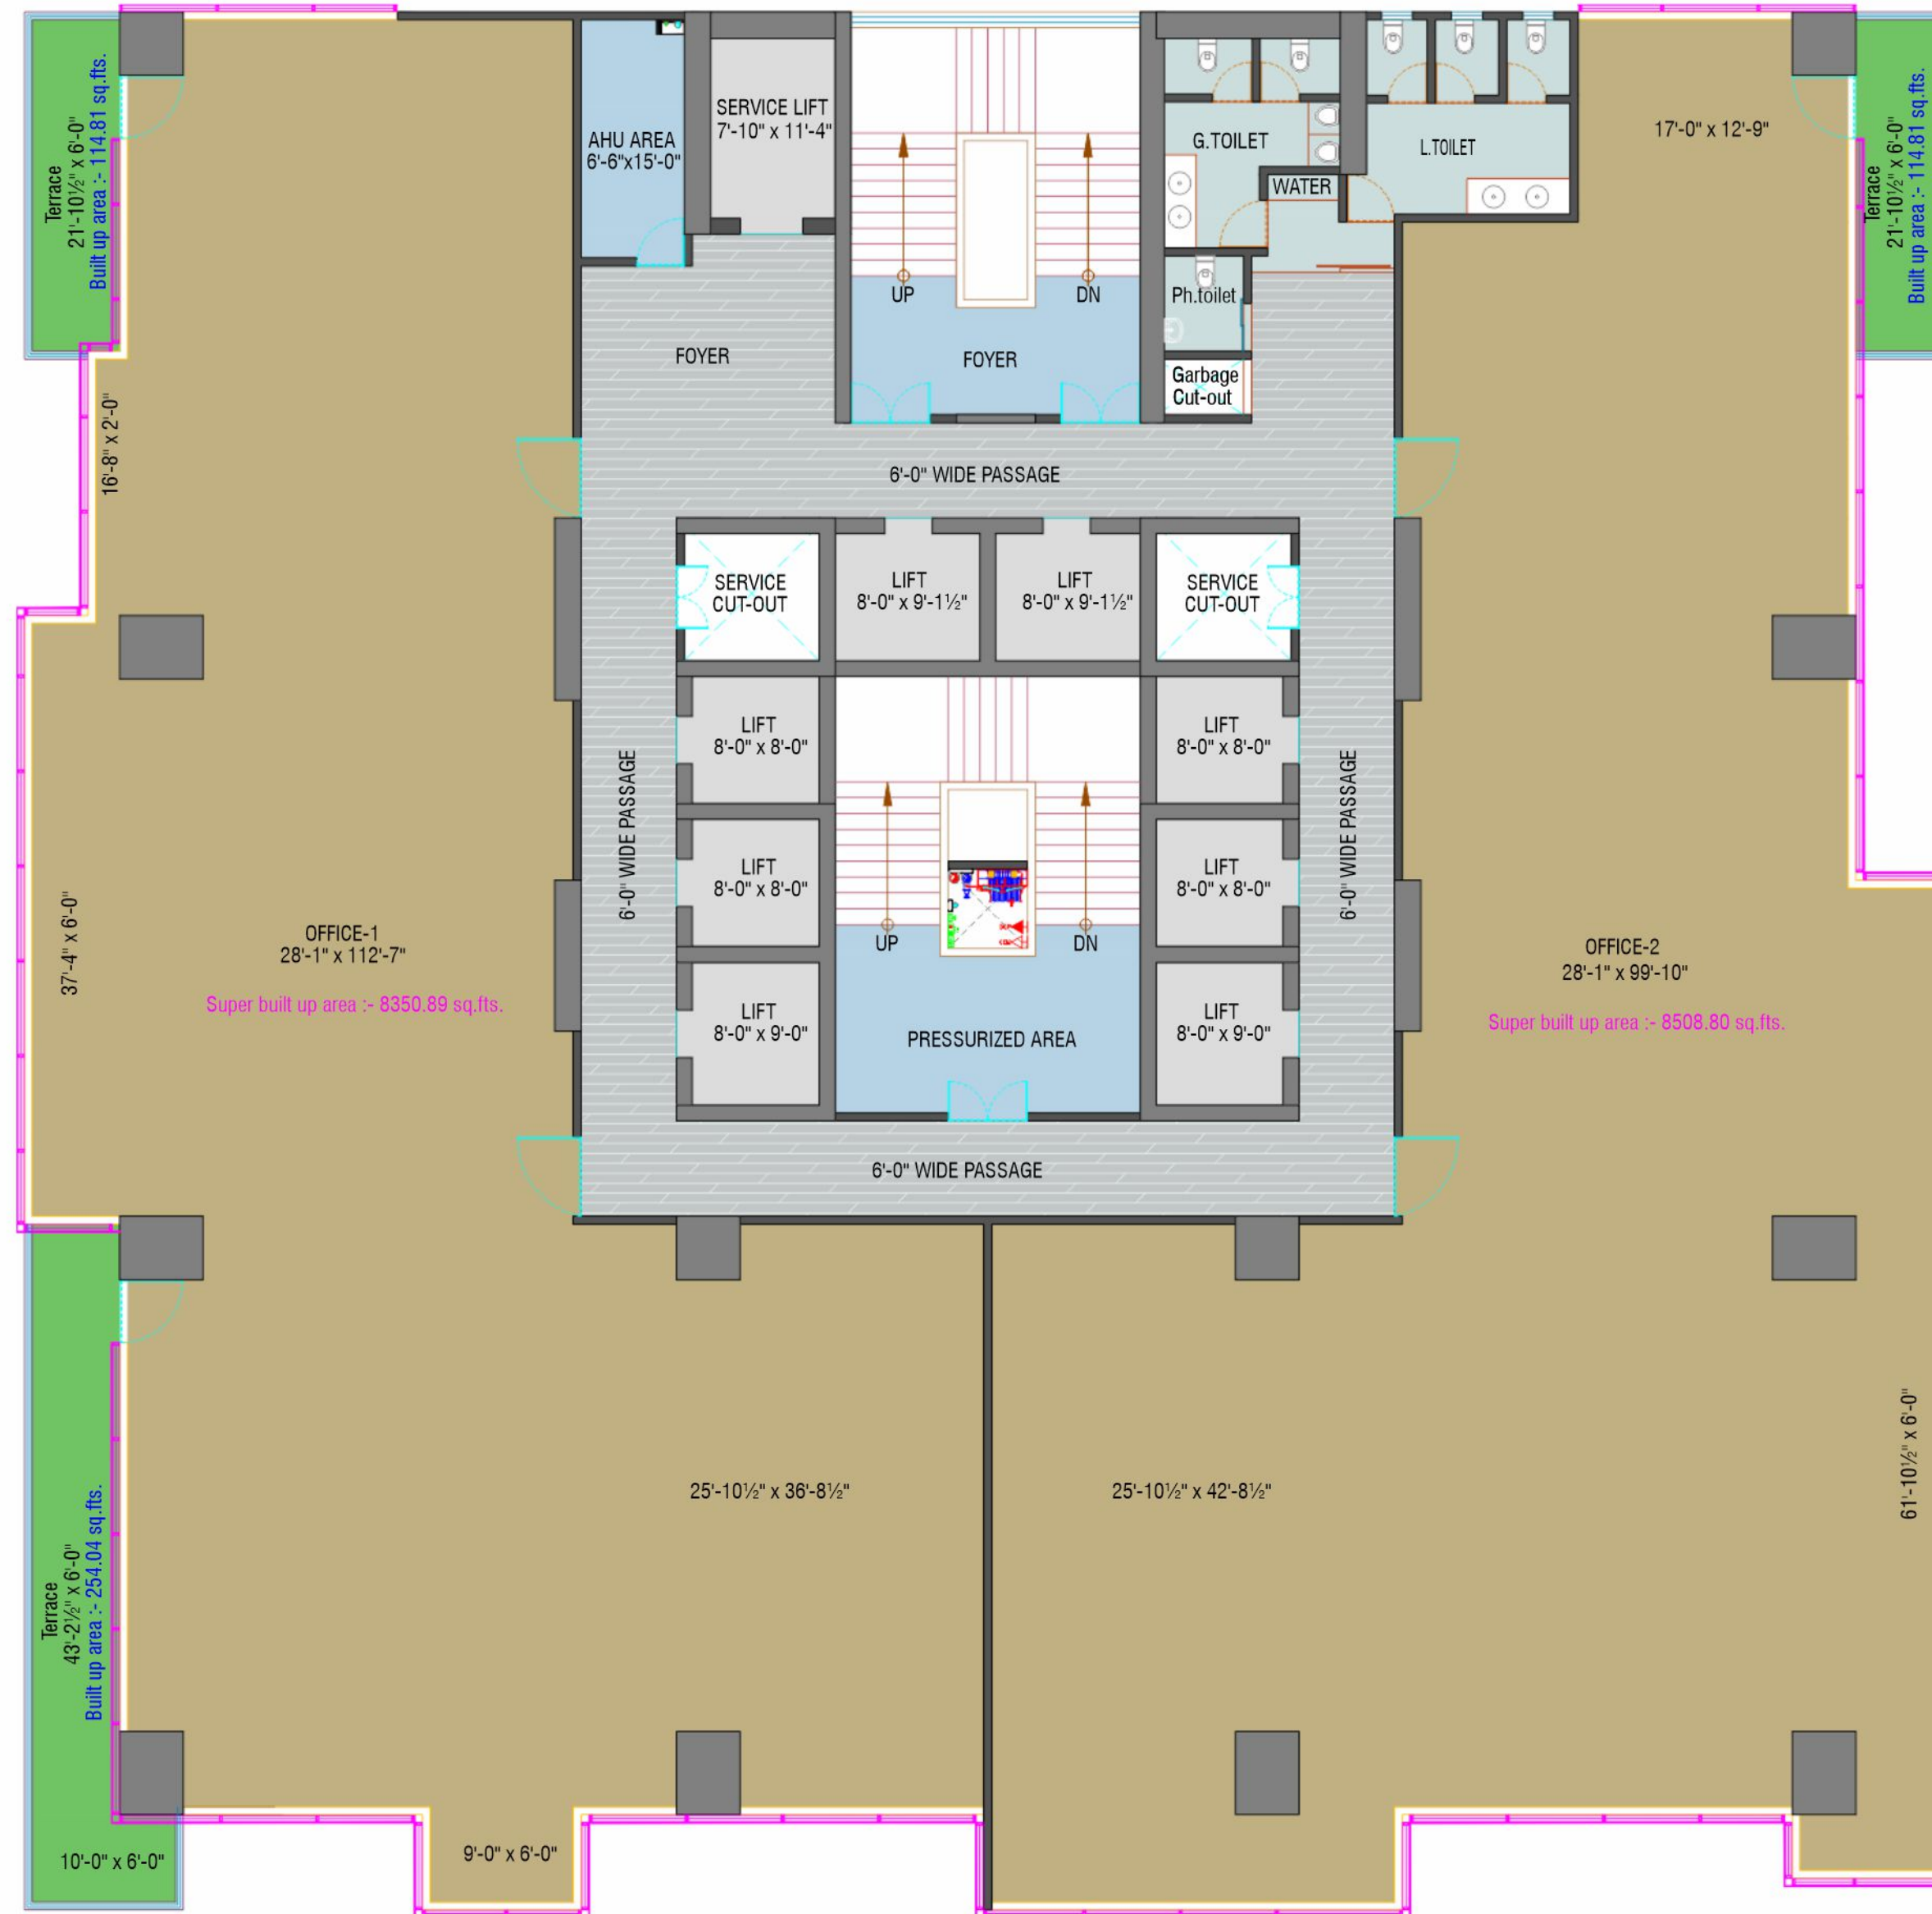 Terrace
21'-10½" x 6'-0"
Built up area :- 114.81 sq.fts.
AHU AREA
6'-6"x15'-0"
SERVICE LIFT
7'-10" x 11'-4"
UP
DN
FOYER
FOYER
G.TOILET
WATER
L.TOILET
Ph.toilet
Garbage
Cut-out
17'-0" x 12'-9"
Terrace
21'-10½" x 6'-0"
Built up area :- 114.81 sq.fts.
16'-8" x 2'-0"
6'-0" WIDE PASSAGE
SERVICE
CUT-OUT
LIFT
8'-0" x 9'-1½"
LIFT
8'-0" x 9'-1½"
SERVICE
CUT-OUT
LIFT
8'-0" x 8'-0"
LIFT
8'-0" x 8'-0"
6'-0" WIDE PASSAGE
6'-0" WIDE PASSAGE
LIFT
8'-0" x 8'-0"
LIFT
8'-0" x 8'-0"
UP
DN
37'-4" x 6'-0"
OFFICE-1
28'-1" x 112'-7"
Super built up area :- 8350.89 sq.fts.
OFFICE-2
28'-1" x 99'-10"
Super built up area :- 8508.80 sq.fts.
LIFT
8'-0" x 9'-0"
PRESSURIZED AREA
LIFT
8'-0" x 9'-0"
6'-0" WIDE PASSAGE
25'-10½" x 36'-8½"
25'-10½" x 42'-8½"
61'-10½" x 6'-0"
Terrace
43'-2½" x 6'-0"
Built up area :- 254.04 sq.fts.
10'-0" x 6'-0"
9'-0" x 6'-0"